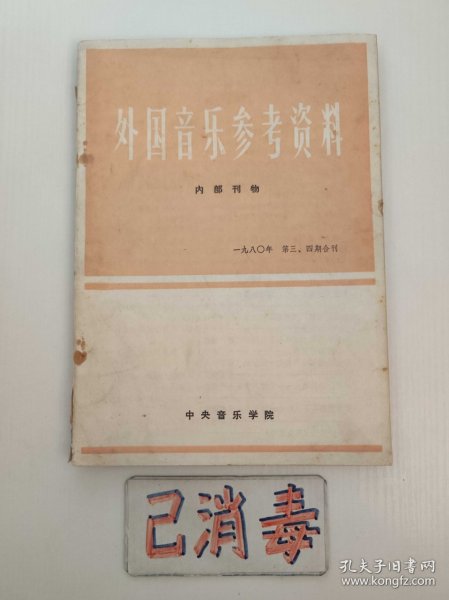 外国音乐参考资料
内部刊物
一九八〇年 第三、四期合刊
中央音乐学院
己消毒
孔夫子旧书网
www.kongfz.com